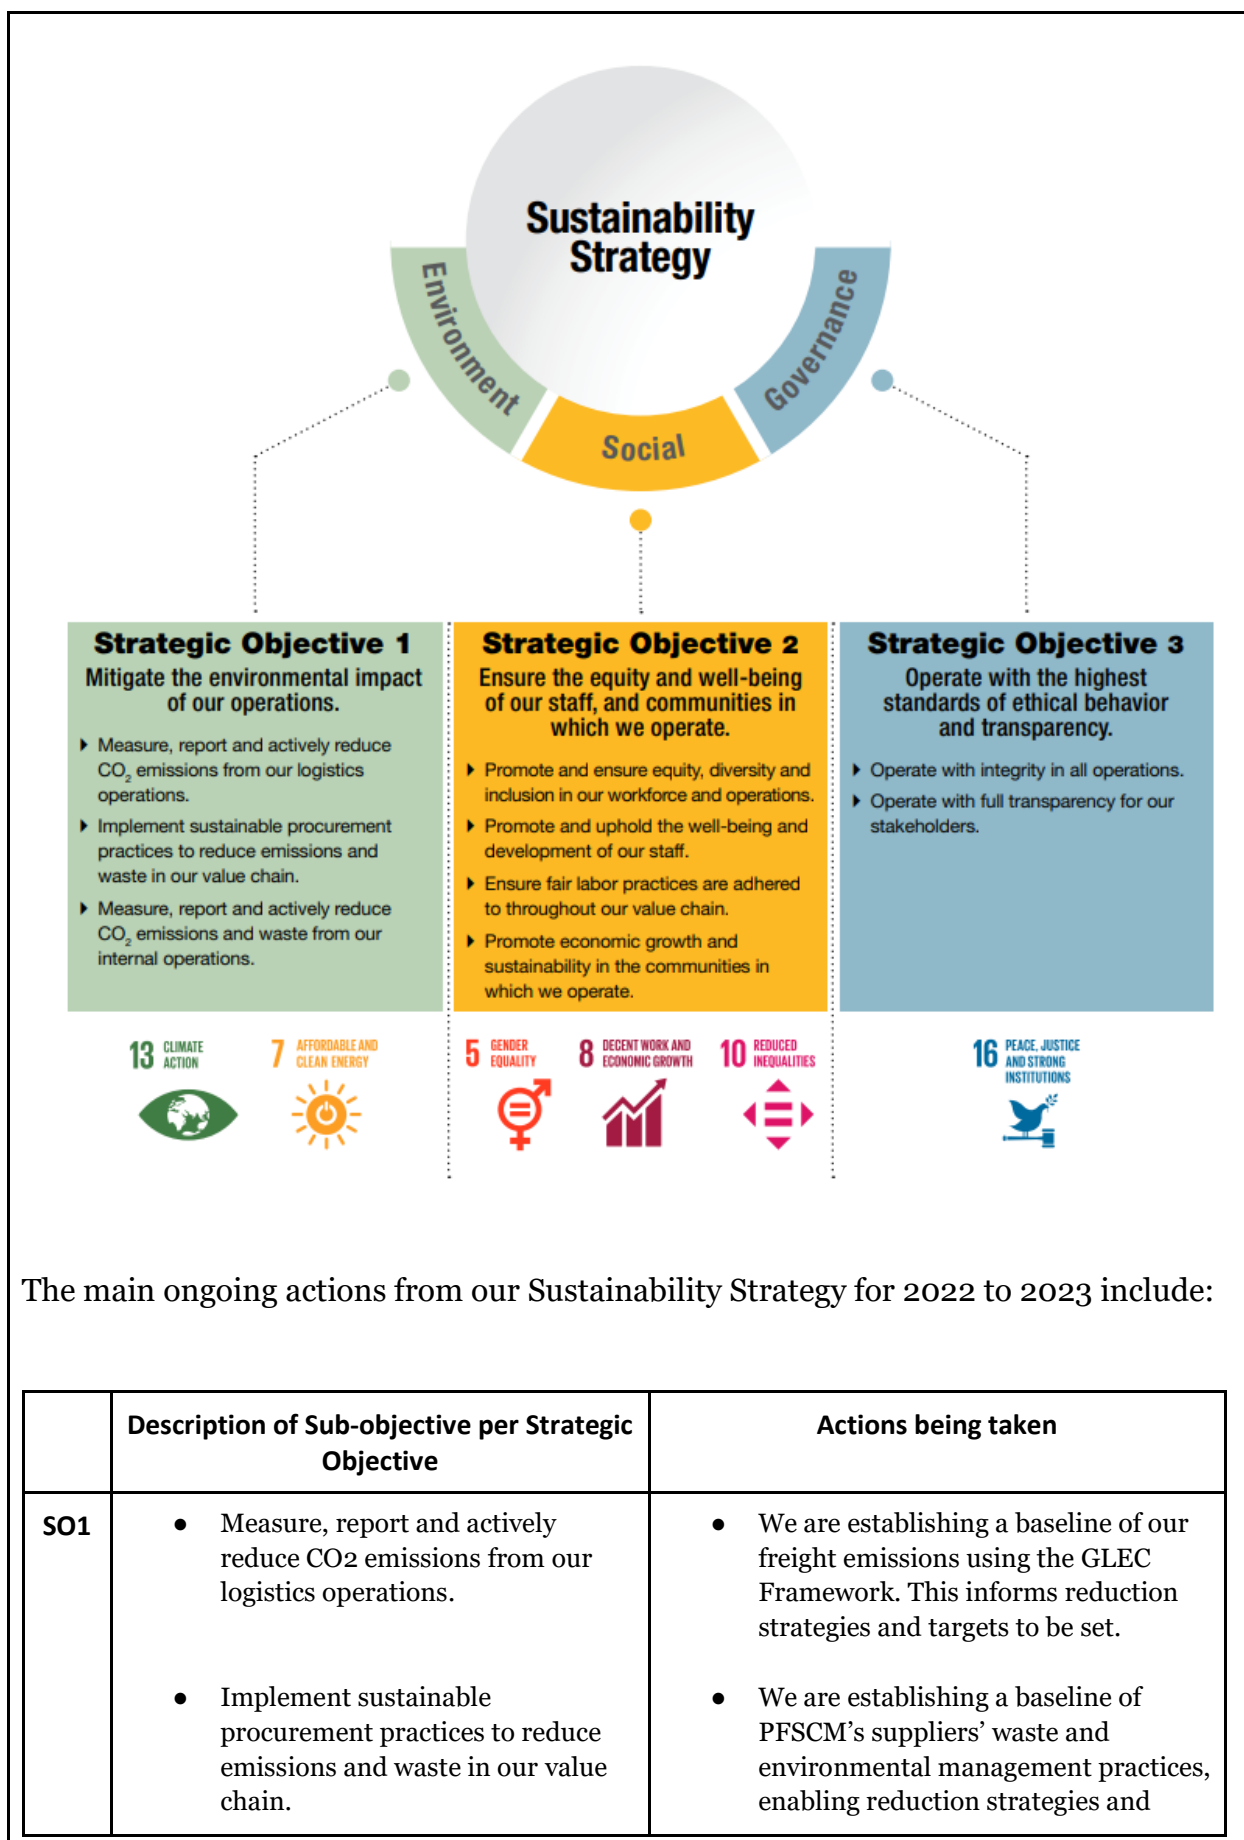 Sustainability
Strategy
Environment
Social
Governance
Strategic Objective 1
Mitigate the environmental impact
of our operations.
Measure, report and actively reduce
CO2 emissions from our logistics
operations.
Implement sustainable procurement
practices to reduce emissions and
waste in our value chain.
Measure, report and actively reduce
CO2 emissions and waste from our
internal operations.
Strategic Objective 2
Ensure the equity and well-being
of our staff, and communities in
which we operate.
Promote and ensure equity, diversity and
inclusion in our workforce and operations.
Promote and uphold the well-being and
development of our staff.
Ensure fair labor practices are adhered
to throughout our value chain.
Promote economic growth and
sustainability in the communities in
which we operate.
Strategic Objective 3
Operate with the highest
standards of ethical behavior
and transparency.
Operate with integrity in all operations.
Operate with full transparency for our
stakeholders.
13 CLIMATE
ACTION
7 AFFORDABLE AND
CLEAN ENERGY
5 GENDER
EQUALITY
8 DECENT WORK AND
ECONOMIC GROWTH
10 REDUCED
INEQUALITIES
16 PEACE, JUSTICE
AND STRONG
INSTITUTIONS
The main ongoing actions from our Sustainability Strategy for 2022 to 2023 include:
Description of Sub-objective per Strategic
Objective
Actions being taken
SO1
● Measure, report and actively
reduce CO2 emissions from our
logistics operations.
● Implement sustainable
procurement practices to reduce
emissions and waste in our value
chain.
● We are establishing a baseline of our
freight emissions using the GLEC
Framework. This informs reduction
strategies and targets to be set.
● We are establishing a baseline of
PFSCM’s suppliers’ waste and
environmental management practices,
enabling reduction strategies and